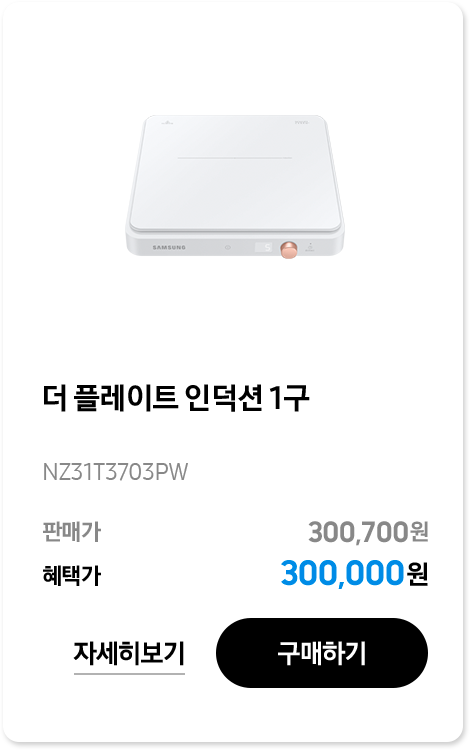 SAMSUNG
더 플레이트 인덕션 1구
NZ31T3703PW
판매가 300,700원
혜택가 300,000원
자세히보기 구매하기